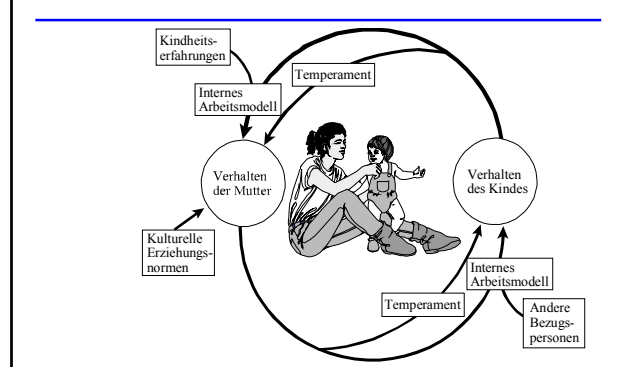 Kindheits-
erfahrungen
Temperament
Internes
Arbeitsmodell
Verhalten
der Mutter
Verhalten
des Kindes
Kulturelle
Erziehungs-
normen
Internes
Arbeitsmodell
Temperament
Andere
Bezugs-
personen